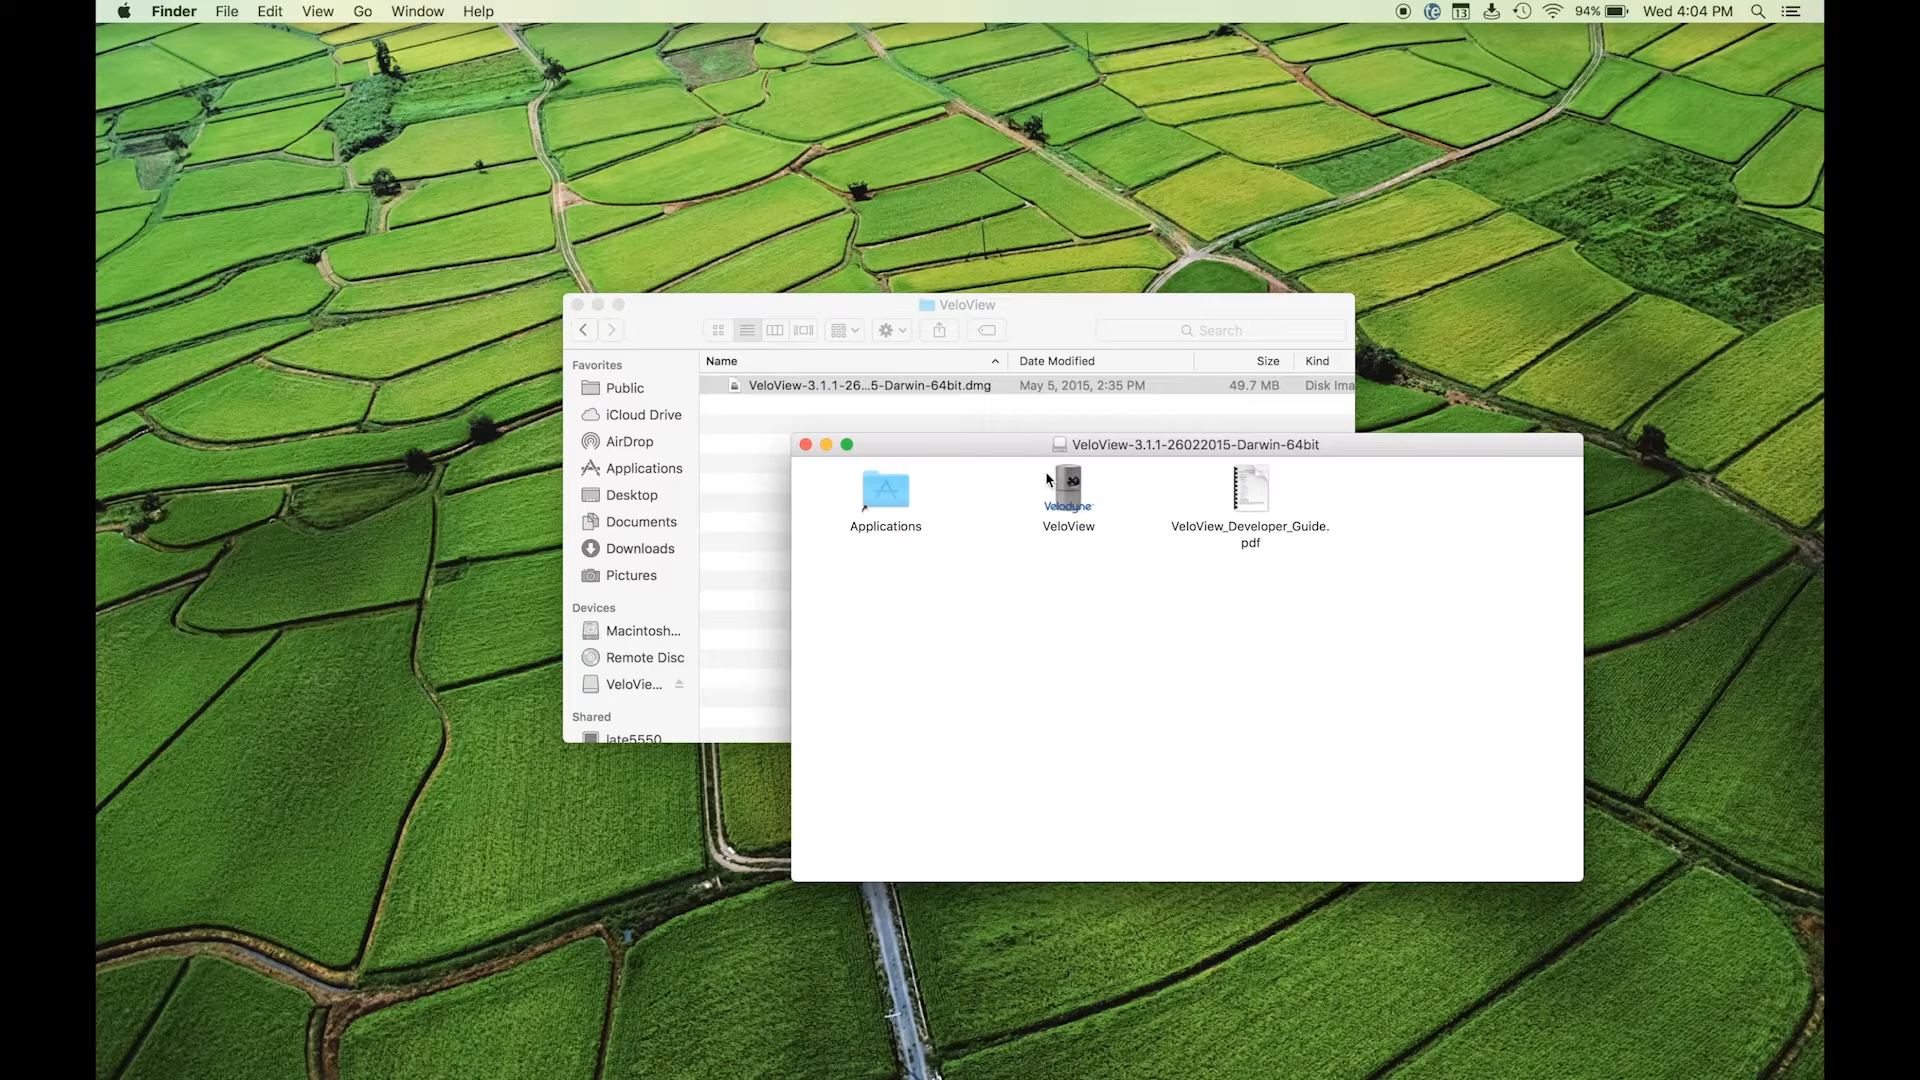 Finder File Edit View Go Window Help 13 94% Wed 4:04 PM
VeloView
Search
Name Date Modified Size Kind
VeloView-3.1.1-26...5-Darwin-64bit.dmg May 5, 2015, 2:35 PM 49.7 MB Disk Ima
Favorites
Public
iCloud Drive
AirDrop
Applications
Desktop
Documents
Downloads
Pictures
Devices
Macintosh...
Remote Disc
VeloVie...
Shared
late5550
VeloView-3.1.1-26022015-Darwin-64bit
Velodyne
Applications
VeloView
VeloView_Developer_Guide.
pdf